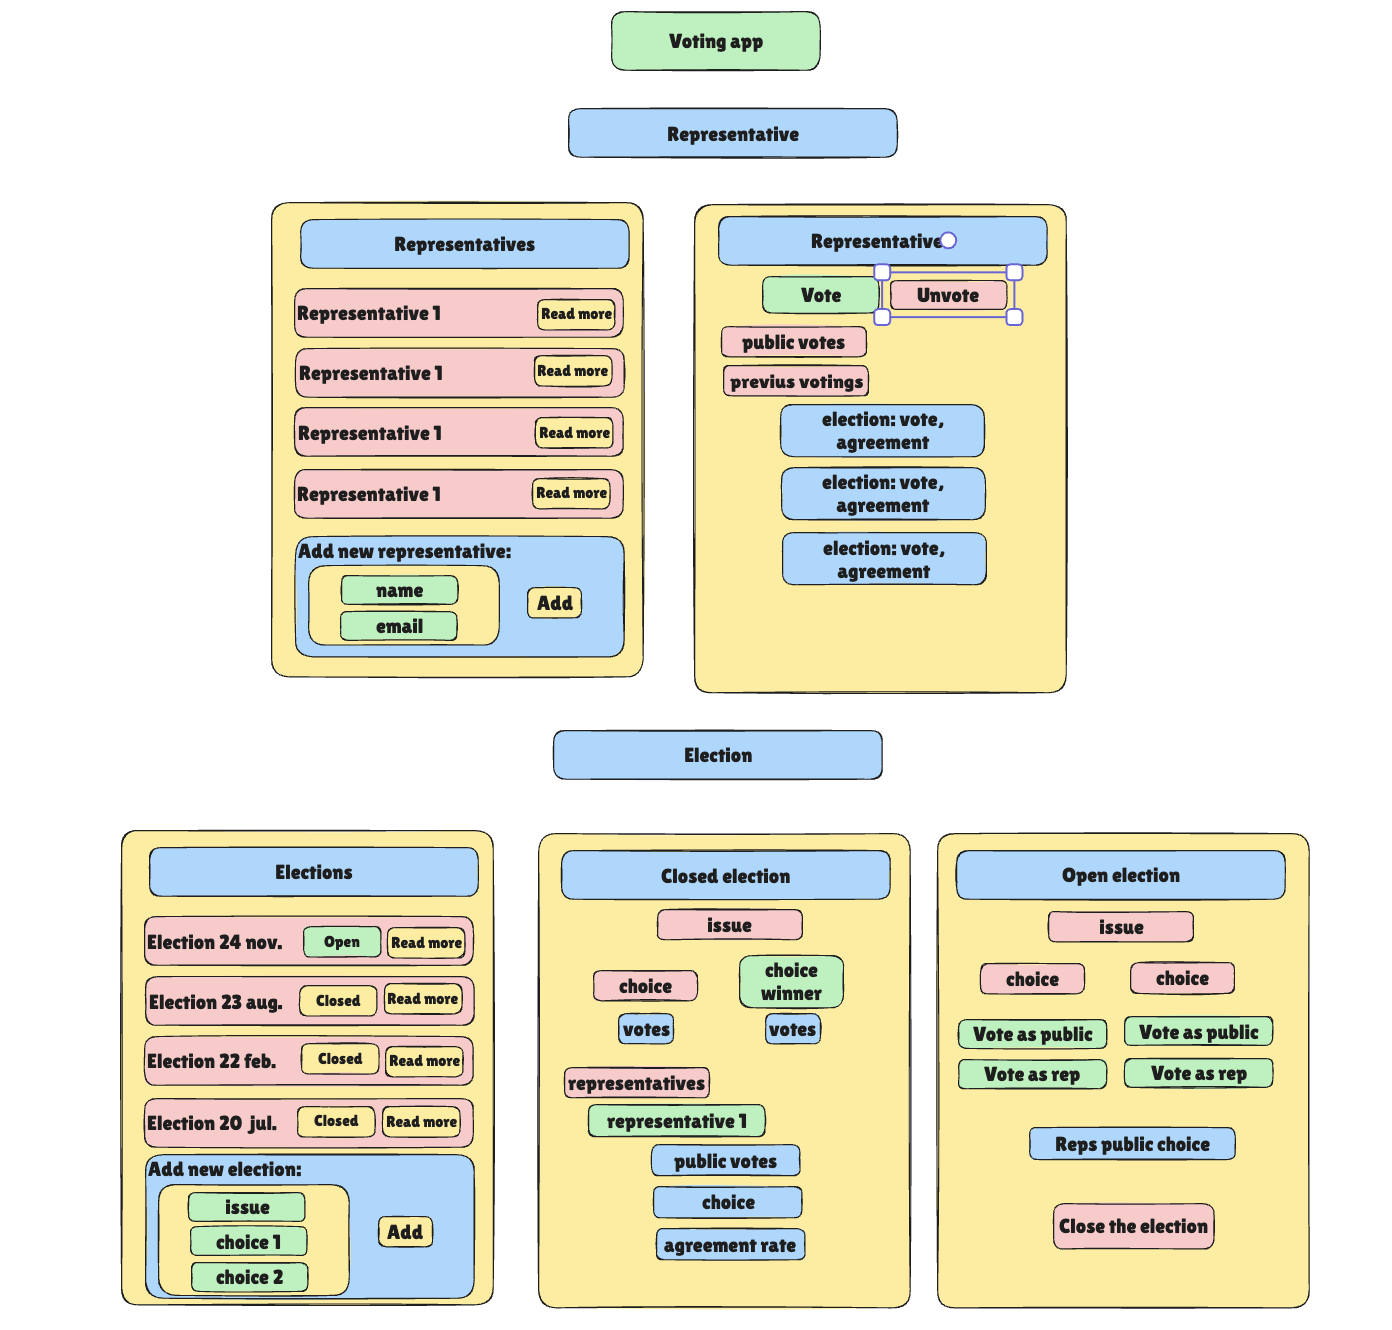 Voting app
Representative
Representatives
Representative 1
Read more
Representative 1
Read more
Representative 1
Read more
Representative 1
Read more
Add new representative:
name
email
Add
Representative
Vote
Unvote
public votes
previus votings
election: vote,
agreement
election: vote,
agreement
election: vote,
agreement
Election
Elections
Election 24 nov.
Open
Read more
Election 23 aug.
Closed
Read more
Election 22 feb.
Closed
Read more
Election 20 jul.
Closed
Read more
Add new election:
issue
choice 1
choice 2
Add
Closed election
issue
choice
choice
winner
votes
votes
representatives
representative 1
public votes
choice
agreement rate
Open election
issue
choice
choice
Vote as public
Vote as public
Vote as rep
Vote as rep
Reps public choice
Close the election